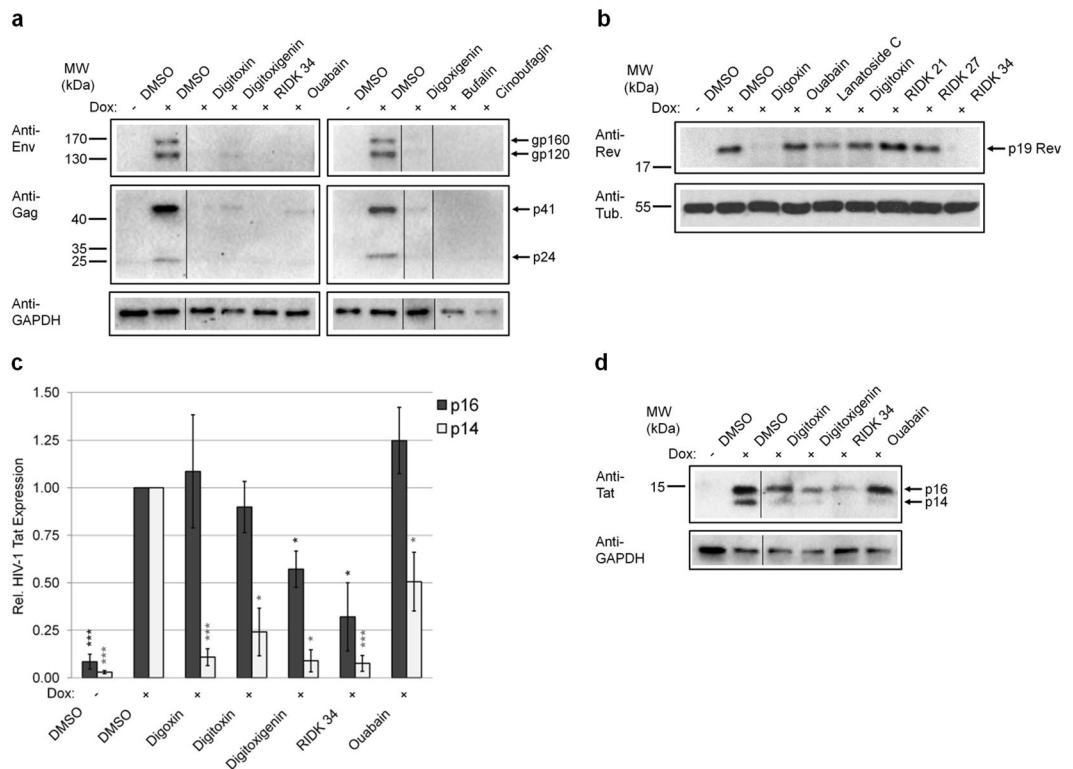 a
MW
(kDa)
DMSO
DMSO
Digitoxin
Digitoxigenin
RIDK 34
Ouabain
DMSO
DMSO
Digoxigenin
Bufalin
Cinobufagin
Dox: - + + + + + - + + + +
Anti-
Env
170
130
gp160
gp120
Anti-
Gag
40
35
25
p41
p24
Anti-
GAPDH
b
MW
(kDa)
DMSO
DMSO
Digoxin
Ouabain
Lanatoside C
Digitoxin
RIDK 21
RIDK 27
RIDK 34
Dox: - + + + + + + + +
Anti-
Rev
17
p19 Rev
Anti-
Tub.
55
c
Rel. HIV-1 Tat Expression
1.50
1.25
1.00
0.75
0.50
0.25
0.00
p16
p14
***
***
***
*
*
*
*
***
*
Dox: - + + + + + +
DMSO
DMSO
Digoxin
Digitoxin
Digitoxigenin
RIDK 34
Ouabain
d
MW
(kDa)
DMSO
DMSO
Digitoxin
Digitoxigenin
RIDK 34
Ouabain
Dox: - + + + + +
Anti-
Tat
15
p16
p14
Anti-
GAPDH